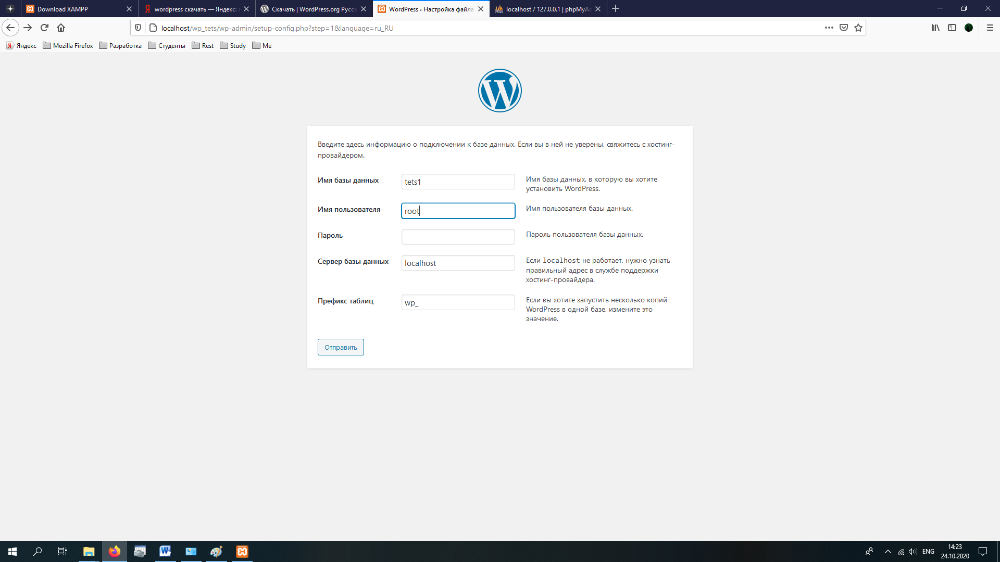 Download XAMPP
wordpress скачать — Яндекс:
Скачать | WordPress.org Русск
WordPress › Настройка файла
localhost / 127.0.0.1 | phpMyAd
localhost/wp_tets/wp-admin/setup-config.php?step=1&language=ru_RU
Яндекс
Mozilla Firefox
Разработка
Студенты
Rest
Study
Me
Введите здесь информацию о подключении к базе данных. Если вы в ней не уверены, свяжитесь с хостинг-
провайдером.
Имя базы данных
tets1
Имя базы данных, в которую вы хотите
установить WordPress.
Имя пользователя
root
Имя пользователя базы данных.
Пароль
Пароль пользователя базы данных.
Сервер базы данных
localhost
Если localhost не работает, нужно узнать
правильный адрес в службе поддержки
хостинг-провайдера.
Префикс таблиц
wp_
Если вы хотите запустить несколько копий
WordPress в одной базе, измените это
значение.
Отправить
ENG
14:23
24.10.2020